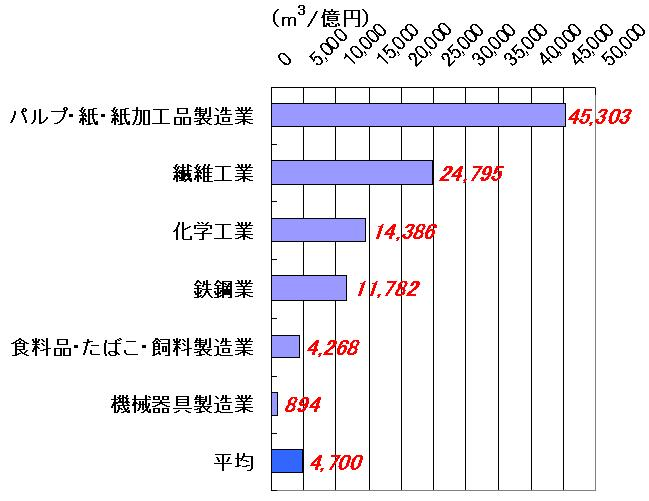 (m³/億円)
0 5,000 10,000 15,000 20,000 25,000 30,000 35,000 40,000 45,000 50,000
パルプ・紙・紙加工品製造業 45,303
繊維工業 24,795
化学工業 14,386
鉄鋼業 11,782
食料品・たばこ・飼料製造業 4,268
機械器具製造業 894
平均 4,700